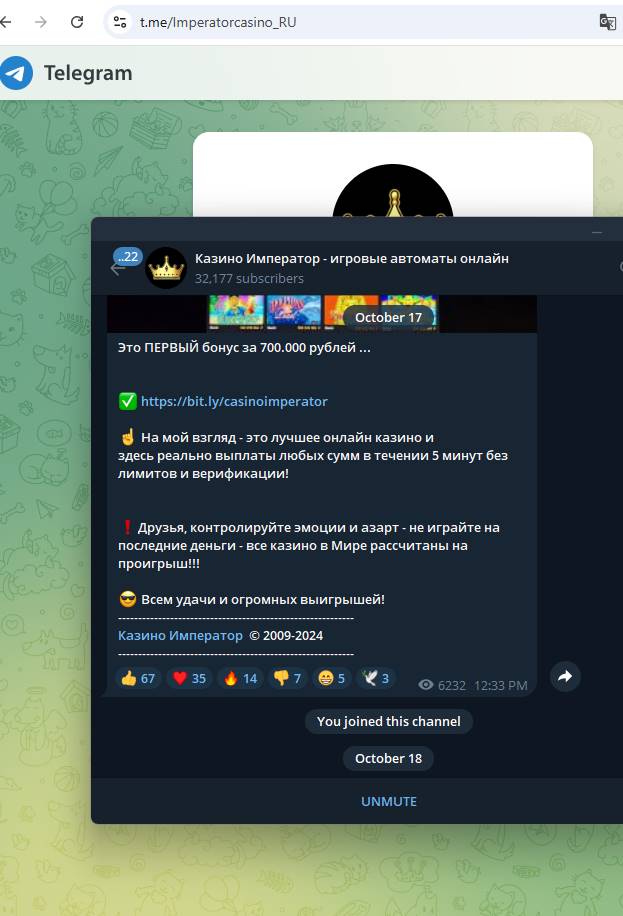 t.me/Imperatorcasino_RU
Telegram
..22
Казино Император - игровые автоматы онлайн
32,177 subscribers
October 17
Это ПЕРВЫЙ бонус за 700.000 рублей ...
https://bit.ly/casinoimperator
На мой взгляд - это лучшее онлайн казино и
здесь реально выплаты любых сумм в течении 5 минут без
лимитов и верификации!
❗ Друзья, контролируйте эмоции и азарт - не играйте на
последние деньги - все казино в Мире рассчитаны на
проигрыш!!!
😎 Всем удачи и огромных выигрышей!
-----------------------------------------------------------
Казино Император © 2009-2024
-----------------------------------------------------------
👍 67 ❤ 35 🔥 14 👎 7 😁 5 🕊 3
6232 12:33 PM
You joined this channel
October 18
UNMUTE